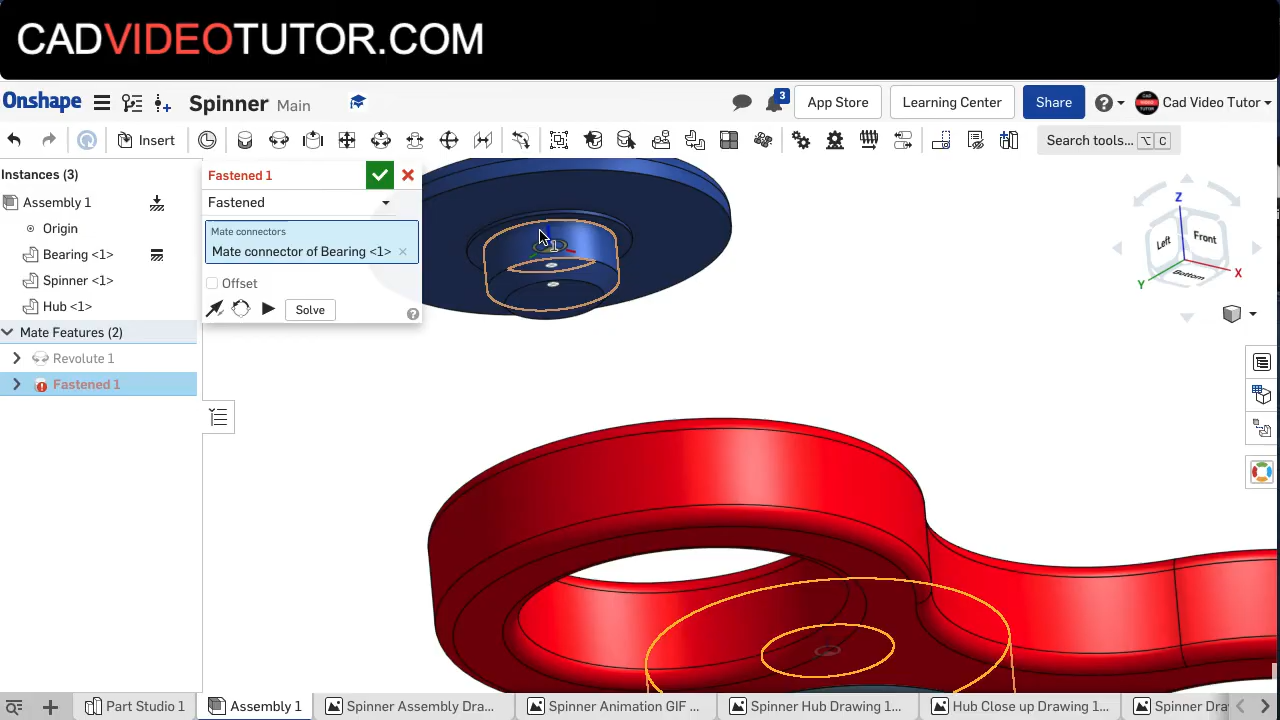 CADVIDEOTUTOR.COM
Onshape Spinner Main 3 App Store Learning Center Share ? Cad Video Tutor
Insert Search tools... ⌥ C
Instances (3)
Assembly 1
Origin
Bearing <1>
Spinner <1>
Hub <1>
Mate Features (2)
Revolute 1
Fastened 1
Fastened 1
Fastened
Mate connectors
Mate connector of Bearing <1>
Offset
Solve
1
Z
Left Front
Bottom
X
Y
Part Studio 1 Assembly 1 Spinner Assembly Dra... Spinner Animation GIF ... Spinner Hub Drawing 1... Hub Close up Drawing 1... Spinner Dra